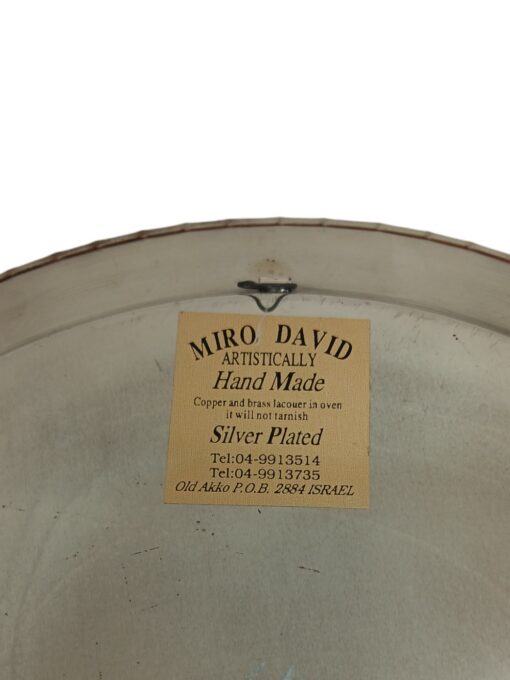 MIRO DAVID
ARTISTICALLY
Hand Made
Copper and brass lacouer in oven
it will not tarnish
Silver Plated
Tel:04-9913514
Tel:04-9913735
Old Akko P.O.B. 2884 ISRAEL